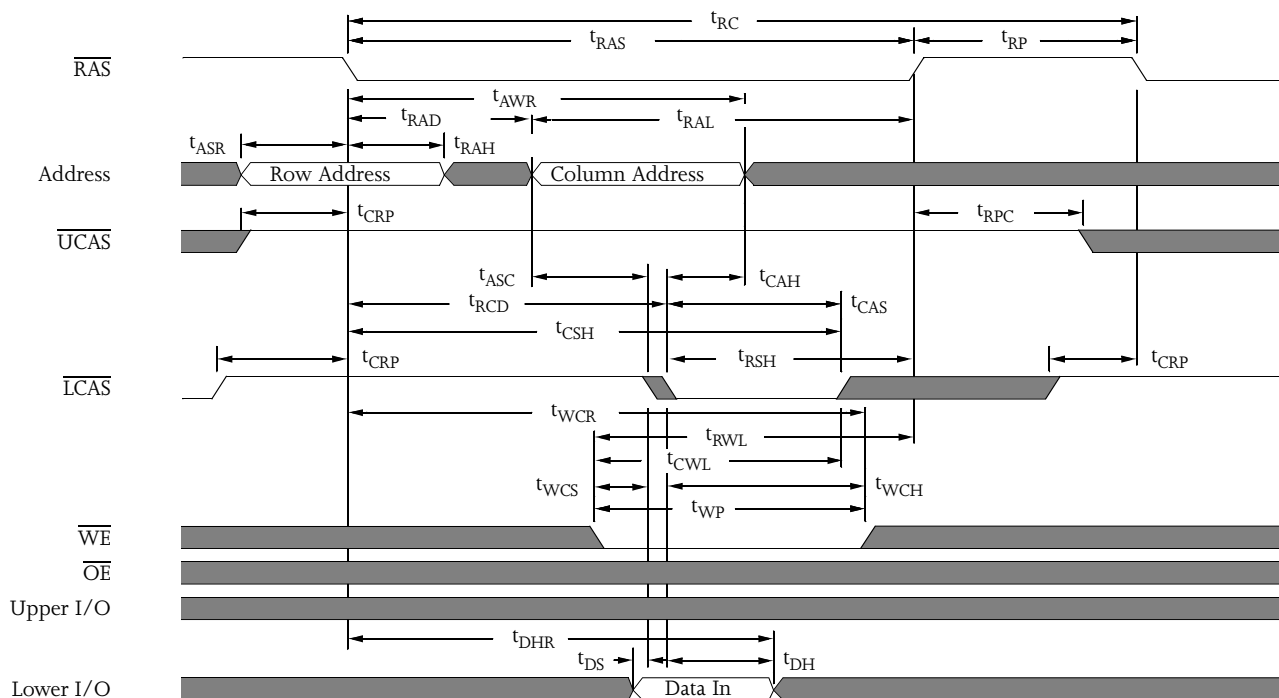 tRC
tRAS tRP
RAS
tAWR
tRAD tRAL
tASR tRAH
Address Row Address Column Address
tCRP tRPC
UCAS
tASC tCAH
tRCD tCAS
tCSH
tCRP tRSH tCRP
LCAS
tWCR
tRWL
tCWL
tWCS tWCH
tWP
WE
OE
Upper I/O
tDHR
tDS tDH
Lower I/O Data In